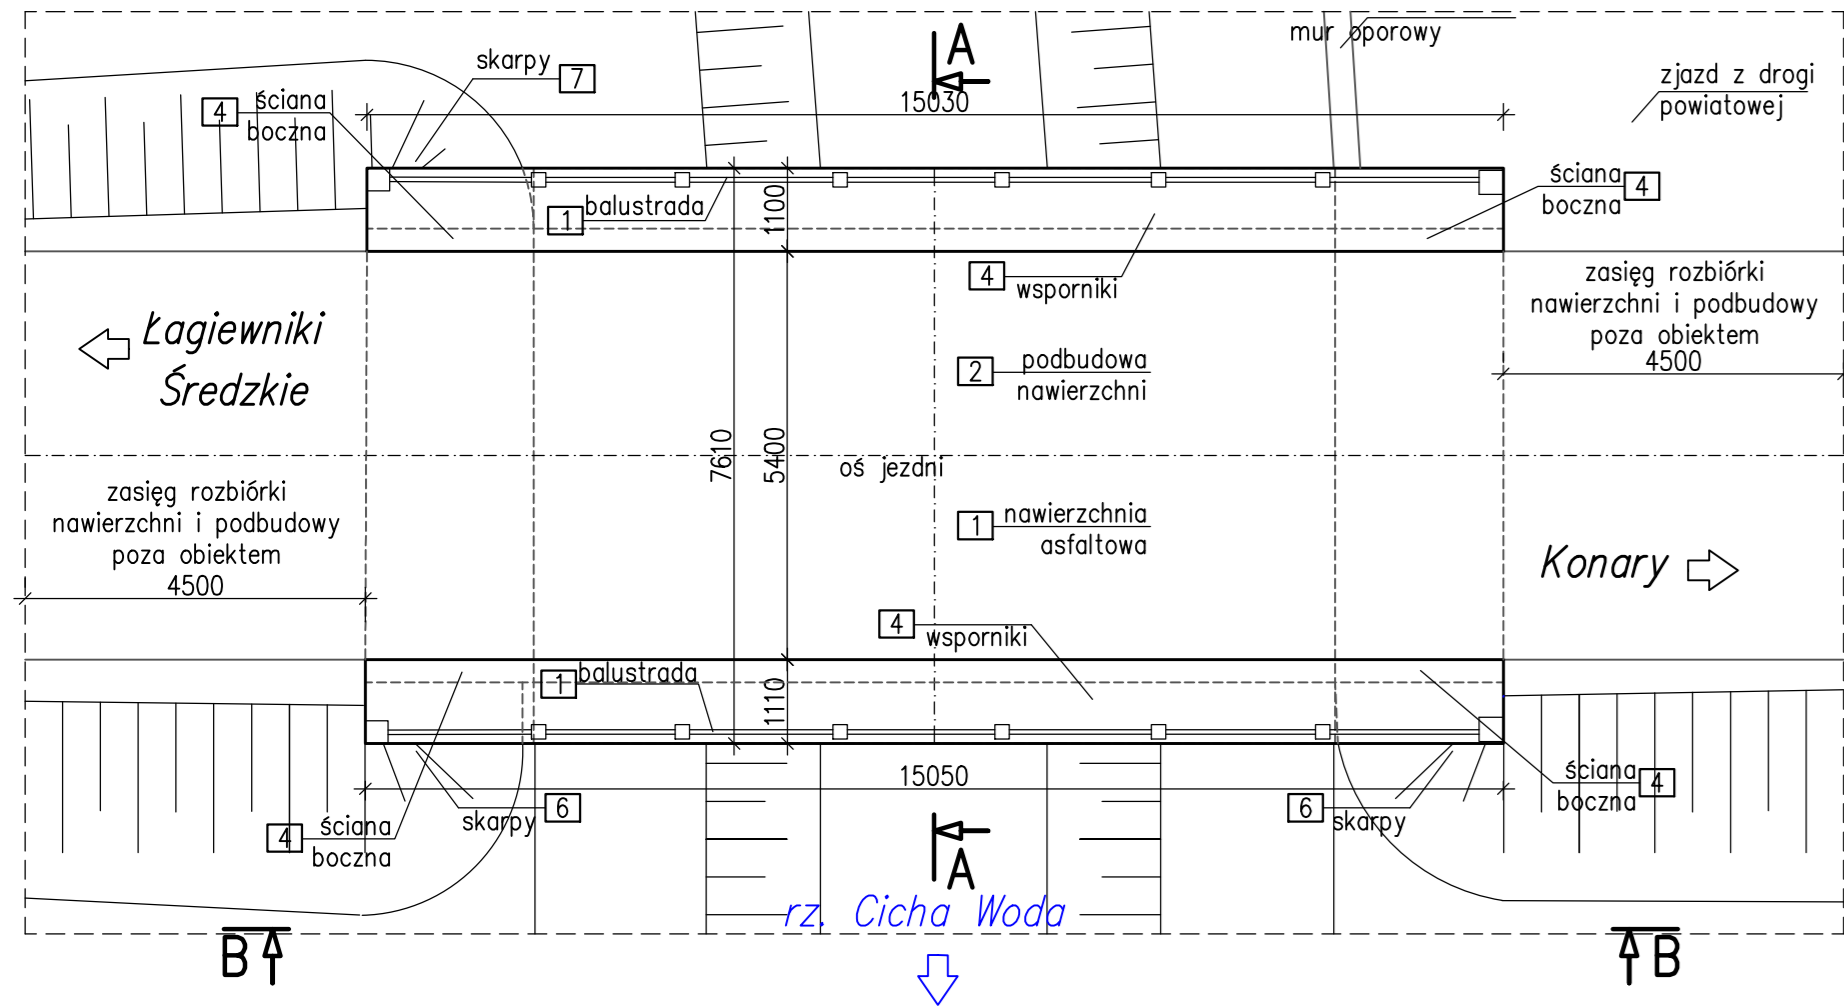 A
mur oporowy
skarpy 7
zjazd z drogi
powiatowej
4 ściana
boczna
15030
ściana 4
boczna
1 balustrada
1100
4 wsporniki
zasięg rozbiórki
nawierzchni i podbudowy
poza obiektem
4500
Łagiewniki
Średzkie
2 podbudowa
nawierzchni
7610
5400
oś jezdni
zasięg rozbiórki
nawierzchni i podbudowy
poza obiektem
4500
1 nawierzchnia
asfaltowa
Konary
4 wsporniki
1 balustrada
1110
15050
ściana 4
boczna
skarpy 6
6 skarpy
4 ściana
boczna
A
rz. Cicha Woda
B
B